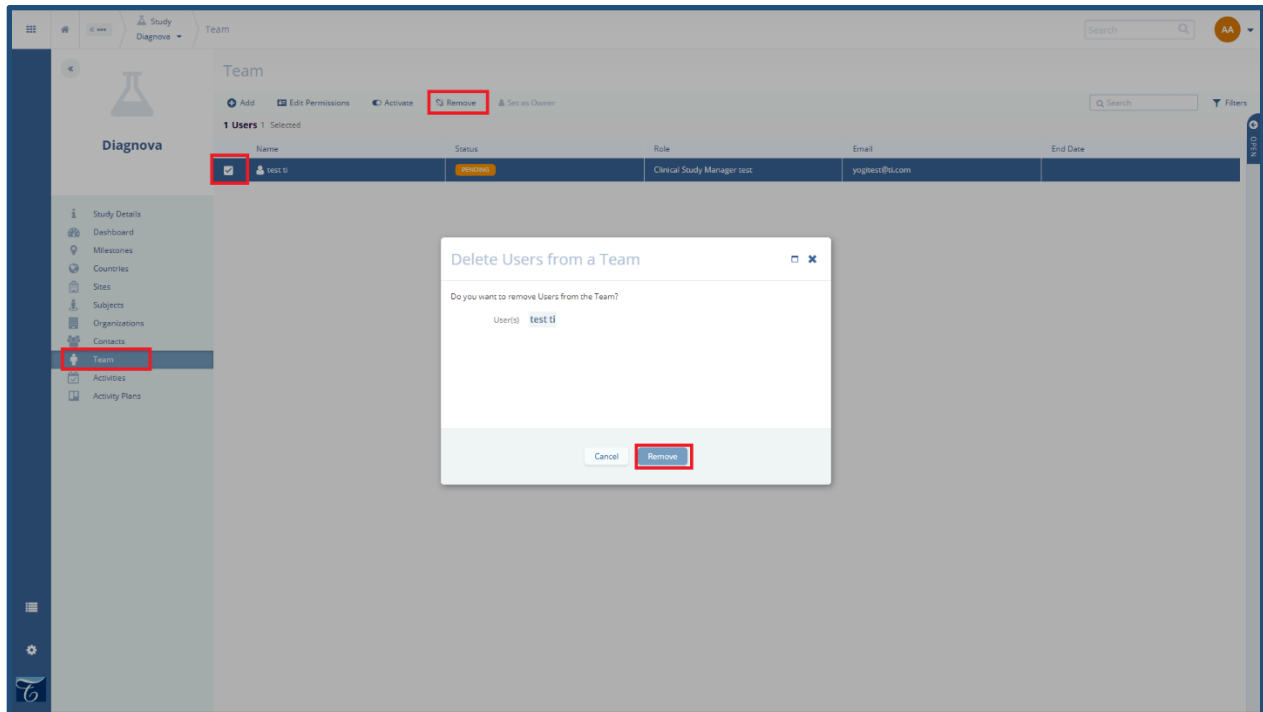 Study
Diagnova
Team
Search
AA
Team
Add Edit Permissions Activate Remove Set as Owner
Search
Filters
1 Users 1 Selected
OPEN
Diagnova
Name Status Role Email End Date
test ti PENDING Clinical Study Manager test yogitest@ti.com
Study Details
Dashboard
Milestones
Countries
Sites
Subjects
Organizations
Contacts
Team
Activities
Activity Plans
Delete Users from a Team
Do you want to remove Users from the Team?
User(s) test ti
Cancel Remove